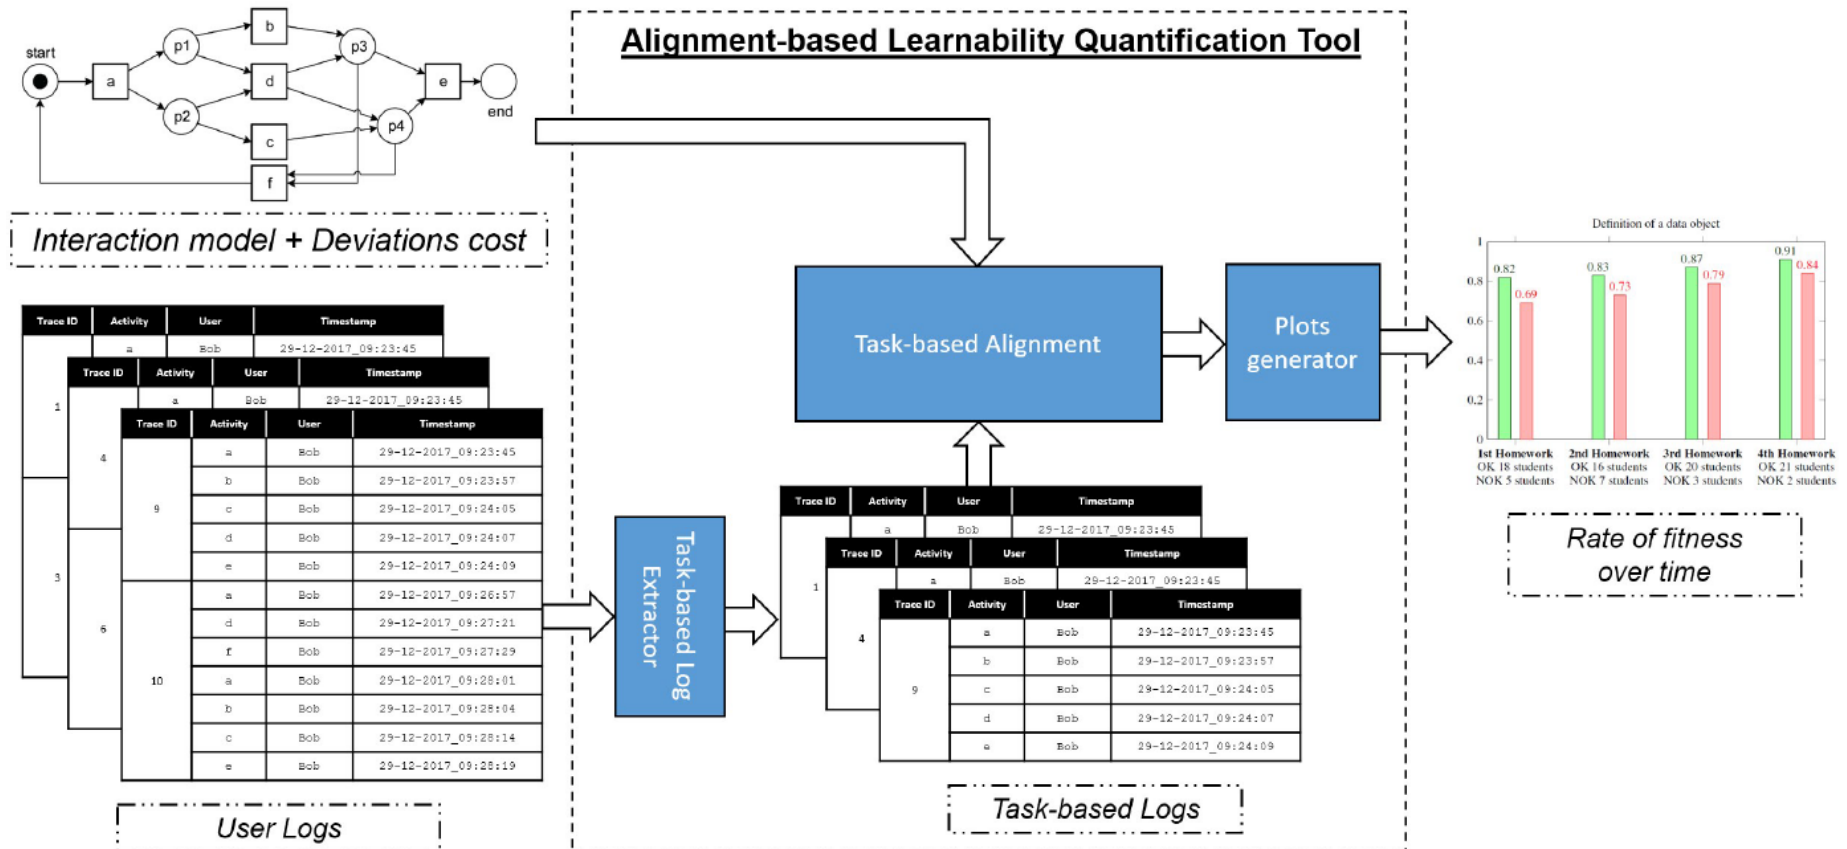 Alignment-based Learnability Quantification Tool
start
a
p1
p2
b
d
c
f
p3
p4
e
end
Interaction model + Deviations cost
Trace ID Activity User Timestamp
a Bob 29-12-2017_09:23:45
1
3
Trace ID Activity User Timestamp
a Bob 29-12-2017_09:23:45
4
6
Trace ID Activity User Timestamp
9
a Bob 29-12-2017_09:23:45
b Bob 29-12-2017_09:23:57
c Bob 29-12-2017_09:24:05
d Bob 29-12-2017_09:24:07
e Bob 29-12-2017_09:24:09
10
a Bob 29-12-2017_09:26:57
d Bob 29-12-2017_09:27:21
f Bob 29-12-2017_09:27:29
a Bob 29-12-2017_09:28:01
b Bob 29-12-2017_09:28:04
c Bob 29-12-2017_09:28:14
e Bob 29-12-2017_09:28:19
User Logs
Task-based Log
Extractor
Task-based Alignment
Plots
generator
Trace ID Activity User Timestamp
a Bob 29-12-2017_09:23:45
1
Trace ID Activity User Timestamp
a Bob 29-12-2017_09:23:45
4
Trace ID Activity User Timestamp
9
a Bob 29-12-2017_09:23:45
b Bob 29-12-2017_09:23:57
c Bob 29-12-2017_09:24:05
d Bob 29-12-2017_09:24:07
e Bob 29-12-2017_09:24:09
Task-based Logs
Definition of a data object
1
0.8
0.6
0.4
0.2
0
0.82
0.69
0.83
0.73
0.87
0.79
0.91
0.84
1st Homework 2nd Homework 3rd Homework 4th Homework
OK 18 students OK 16 students OK 20 students OK 21 students
NOK 5 students NOK 7 students NOK 3 students NOK 2 students
Rate of fitness
over time